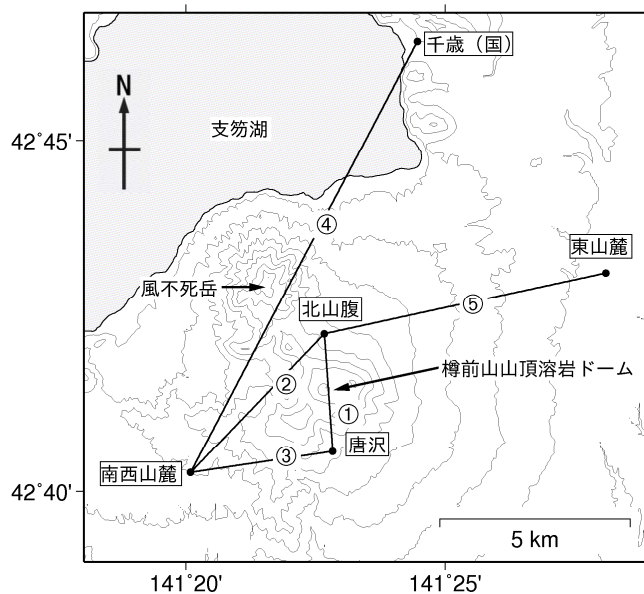 千歳（国）
N
支笏湖
42°45'
④
東山麓
風不死岳
北山腹
⑤
樽前山山頂溶岩ドーム
②
①
唐沢
③
南西山麓
42°40'
5 km
141°20'
141°25'